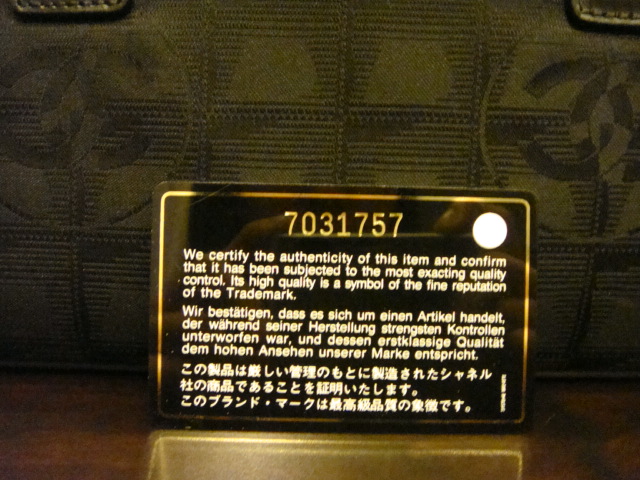 7031757
We certify the authenticity of this item and confirm
that it has been subjected to the most exacting quality
control. Its high quality is a symbol of the fine reputation
of the Trademark.
Wir bestätigen, dass es sich um einen Artikel handelt,
der während seiner Herstellung strengsten Kontrollen
unterworfen war, und dessen erstklassige Qualität
dem hohen Ansehen unserer Marke entspricht.
この製品は厳しい管理のもとに製造されたシャネル
社の商品であることを証明いたします。
このブランド・マークは最高級品質の象徴です。